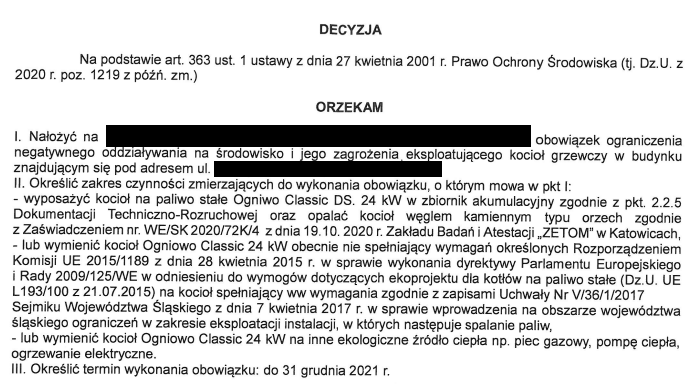 DECYZJA
Na podstawie art. 363 ust. 1 ustawy z dnia 27 kwietnia 2001 r. Prawo Ochrony Środowiska (tj. Dz.U. z
2020 r. poz. 1219 z późń. zm.)
ORZEKAM
I. Nałożyć na obowiązek ograniczenia
negatywnego oddziaływania na środowisko i jego zagrożenia eksploatującego kocioł grzewczy w budynku
znajdującym się pod adresem ul.
II. Określić zakres czynności zmierzających do wykonania obowiązku, o którym mowa w pkt I:
- wyposażyć kocioł na paliwo stałe Ogniwo Classic DS. 24 kW w zbiornik akumulacyjny zgodnie z pkt. 2.2.5
Dokumentacji Techniczno-Rozruchowej oraz opalać kocioł węglem kamiennym typu orzech zgodnie
z Zaświadczeniem nr. WE/SK 2020/72K/4 z dnia 19.10. 2020 r. Zakładu Badań i Atestacji „ZETOM” w Katowicach,
- lub wymienić kocioł Ogniowo Classic 24 kW obecnie nie spełniający wymagań określonych Rozporządzeniem
Komisji UE 2015/1189 z dnia 28 kwietnia 2015 r. w sprawie wykonania dyrektywy Parlamentu Europejskiego
i Rady 2009/125/WE w odniesieniu do wymogów dotyczących ekoprojektu dla kotłów na paliwo stałe (Dz.U. UE
L193/100 z 21.07.2015) na kocioł spełniający ww wymagania zgodnie z zapisami Uchwały Nr V/36/1/2017
Sejmiku Województwa Śląskiego z dnia 7 kwietnia 2017 r. w sprawie wprowadzenia na obszarze województwa
śląskiego ograniczeń w zakresie eksploatacji instalacji, w których następuje spalanie paliw,
- lub wymienić kocioł Ogniowo Classic 24 kW na inne ekologiczne źródło ciepła np. piec gazowy, pompę ciepła,
ogrzewanie elektryczne.
III. Określić termin wykonania obowiązku: do 31 grudnia 2021 r.